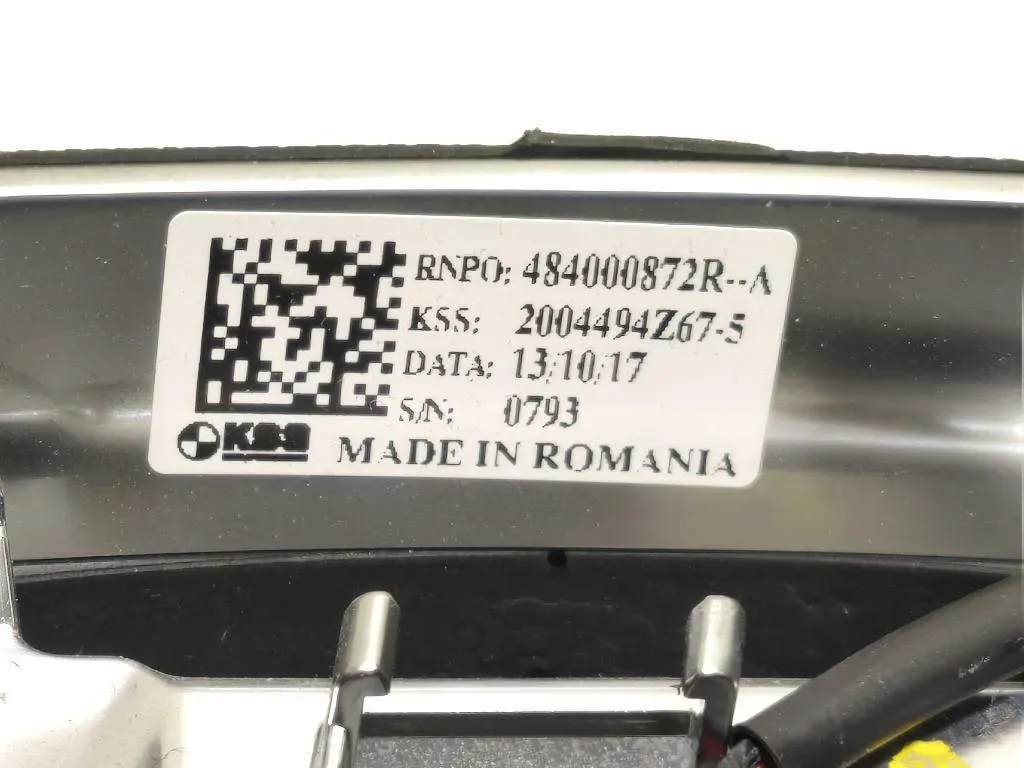 RNPO: 484000872R--A
KSS: 2004494Z67-5
DATA: 13/10/17
S/N: 0793
KSS MADE IN ROMANIA